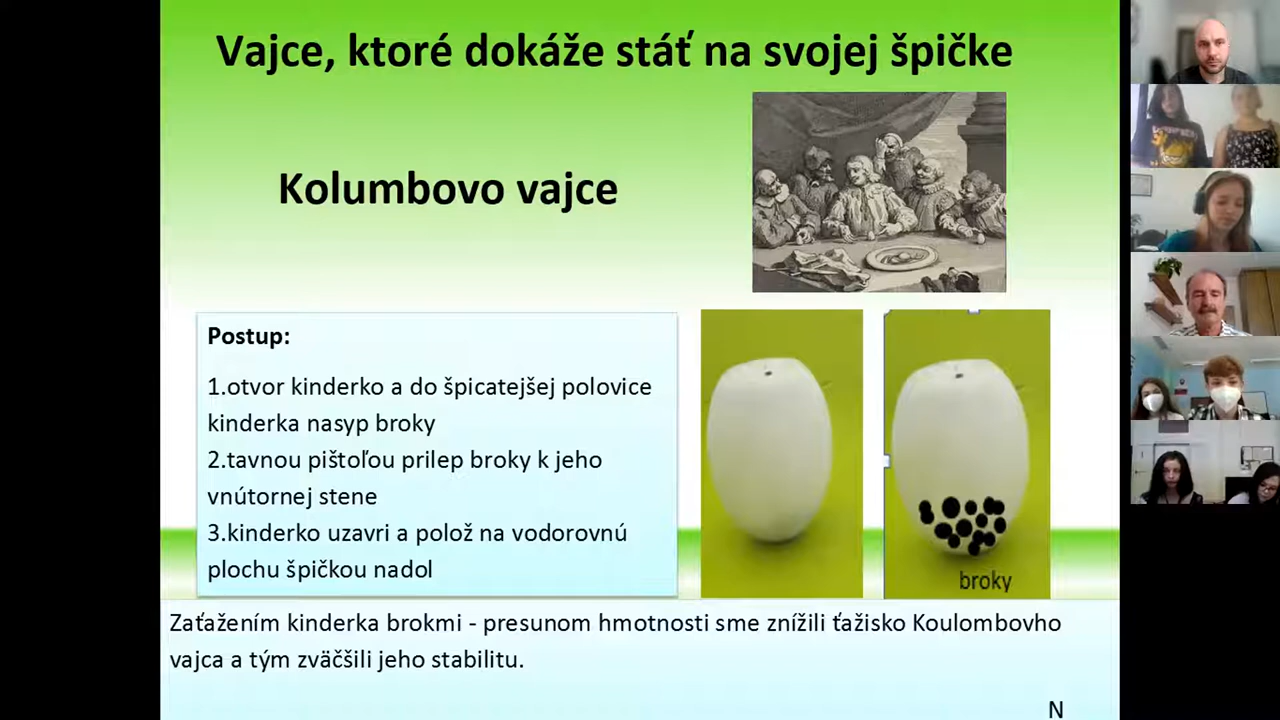 Vajce, ktoré dokáže stáť na svojej špičke
Kolumbovo vajce
Postup:
1.otvor kinderko a do špicatejšej polovice
kinderka nasyp broky
2.tavnou pištoľou prilep broky k jeho
vnútornej stene
3.kinderko uzavri a polož na vodorovnú
plochu špičkou nadol
broky
Zaťažením kinderka brokmi - presunom hmotnosti sme znížili ťažisko Koulombovho
vajca a tým zväčšili jeho stabilitu.
N